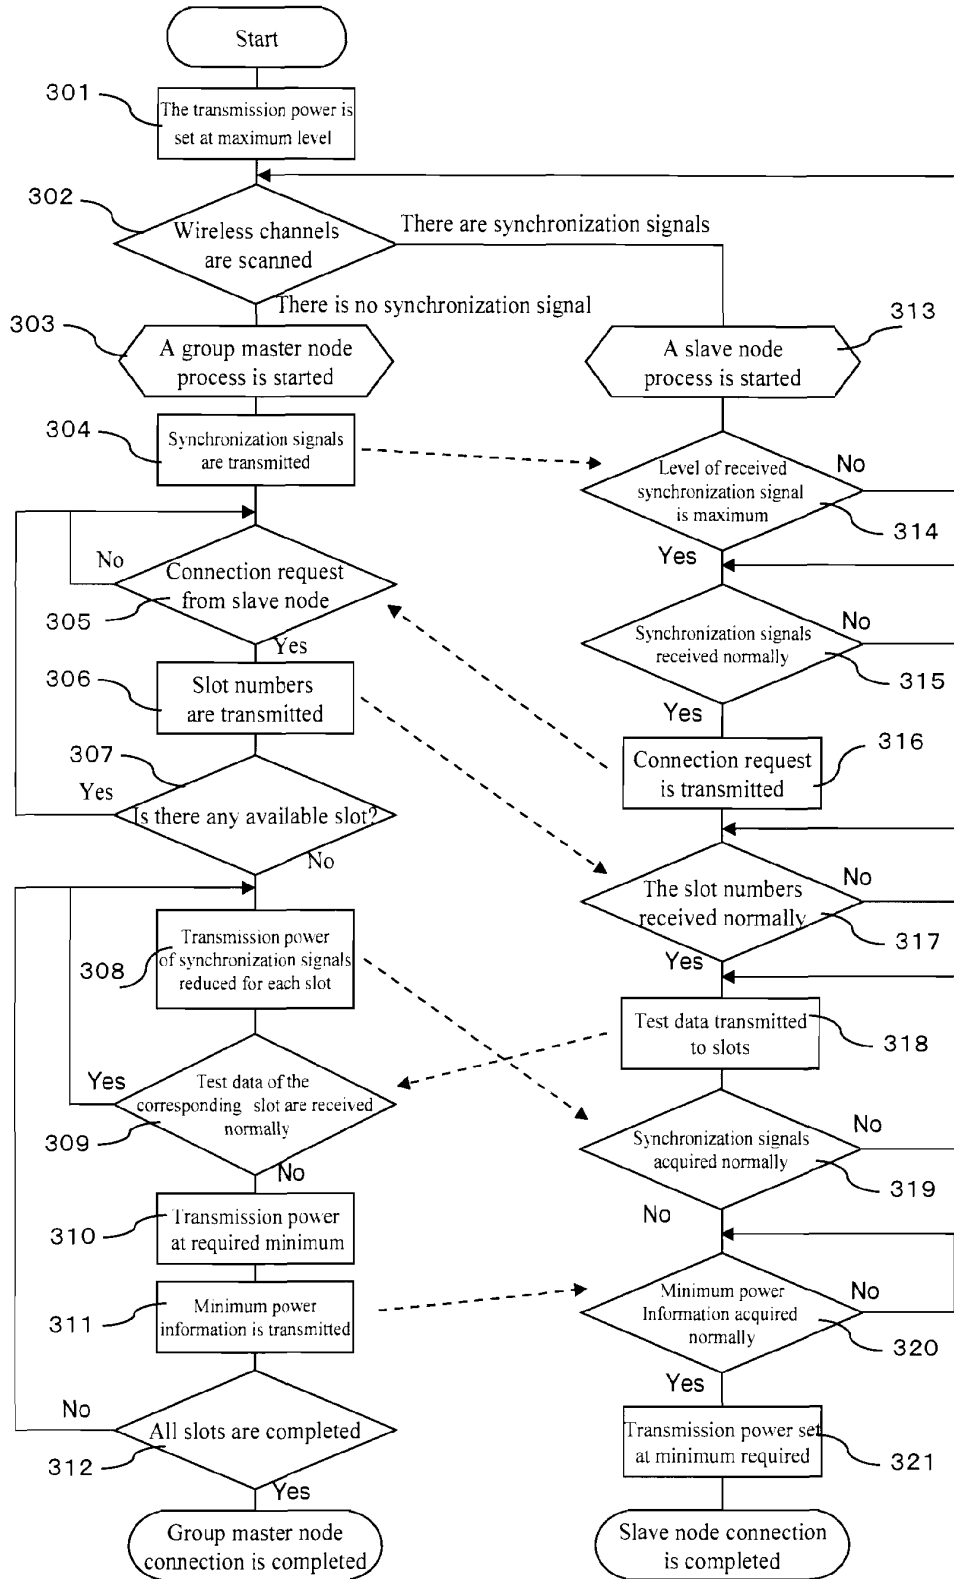 Start
301
The transmission power is
set at maximum level
302
Wireless channels
are scanned
There are synchronization signals
There is no synchronization signal
303
A group master node
process is started
313
A slave node
process is started
304
Synchronization signals
are transmitted
Level of received
synchronization signal
is maximum
No
314
Yes
No
Connection request
from slave node
305
Yes
Synchronization signals
received normally
No
315
Yes
306
Slot numbers
are transmitted
316
Connection request
is transmitted
307
Yes
Is there any available slot?
No
The slot numbers
received normally
No
317
Yes
308
Transmission power
of synchronization signals
reduced for each slot
Test data transmitted
to slots
318
Yes
Test data of the
corresponding slot are received
normally
309
No
Synchronization signals
acquired normally
No
319
No
310
Transmission power
at required minimum
311
Minimum power
information is transmitted
Minimum power
Information acquired
normally
No
320
Yes
No
All slots are completed
312
Yes
Transmission power set
at minimum required
321
Group master node
connection is completed
Slave node connection
is completed